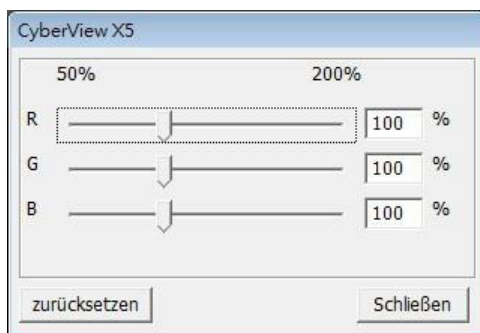 CyberView X5
50% 200%
R 100 %
G 100 %
B 100 %
zurücksetzen Schließen